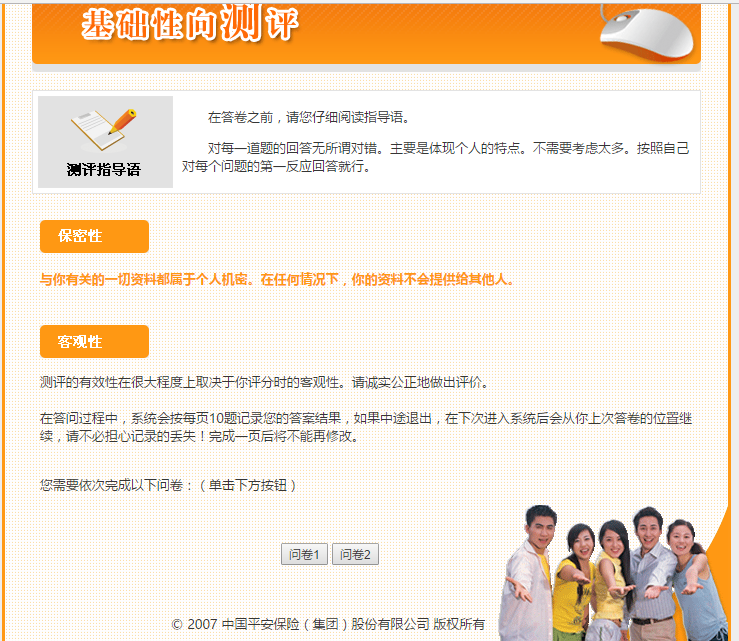 基础性向测评
在答卷之前，请您仔细阅读指导语。
对每一道题的回答无所谓对错。主要是体现个人的特点。不需要考虑太多。按照自己
对每个问题的第一反应回答就行。
测评指导语
保密性
与你有关的一切资料都属于个人机密。在任何情况下，你的资料不会提供给其他人。
客观性
测评的有效性在很大程度上取决于你评分时的客观性。请诚实公正地做出评价。
在答问过程中，系统会按每页10题记录您的答案结果，如果中途退出，在下次进入系统后会从你上次答卷的位置继
续，请不必担心记录的丢失！完成一页后将不能再修改。
您需要依次完成以下问卷：（单击下方按钮）
问卷1 问卷2
© 2007 中国平安保险（集团）股份有限公司 版权所有